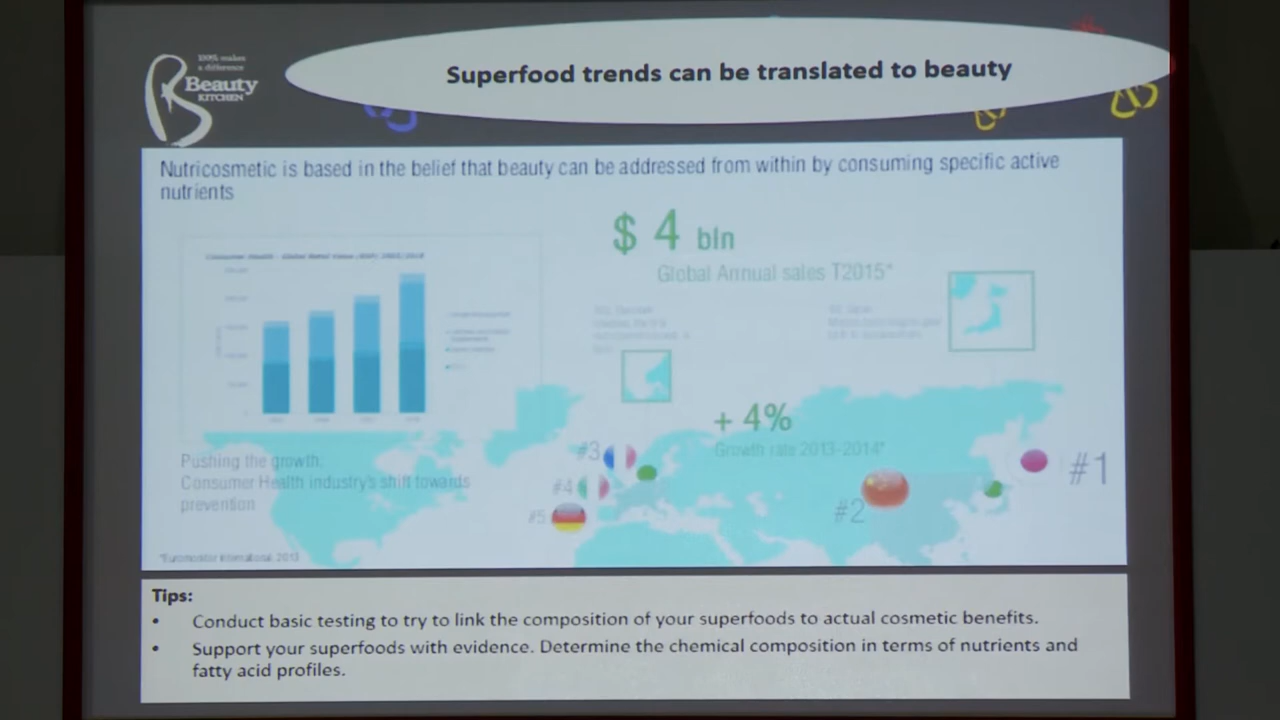 100% makes
a difference
Beauty
KITCHEN
Superfood trends can be translated to beauty
Nutricosmetic is based in the belief that beauty can be addressed from within by consuming specific active
nutrients
$ 4 bln
Global Annual sales T2015*
+ 4%
Growth rate 2013-2014*
Pushing the growth:
Consumer Health industry's shift towards
prevention
#3
#4
#5
#2
#1
Tips:
• Conduct basic testing to try to link the composition of your superfoods to actual cosmetic benefits.
• Support your superfoods with evidence. Determine the chemical composition in terms of nutrients and
fatty acid profiles.